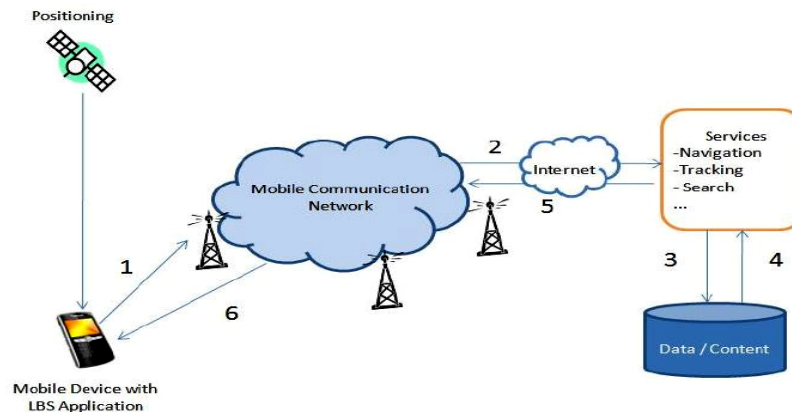 Positioning
Mobile Communication
Network
2
Internet
5
Services
-Navigation
-Tracking
- Search
...
1
6
3
4
Data / Content
Mobile Device with
LBS Application